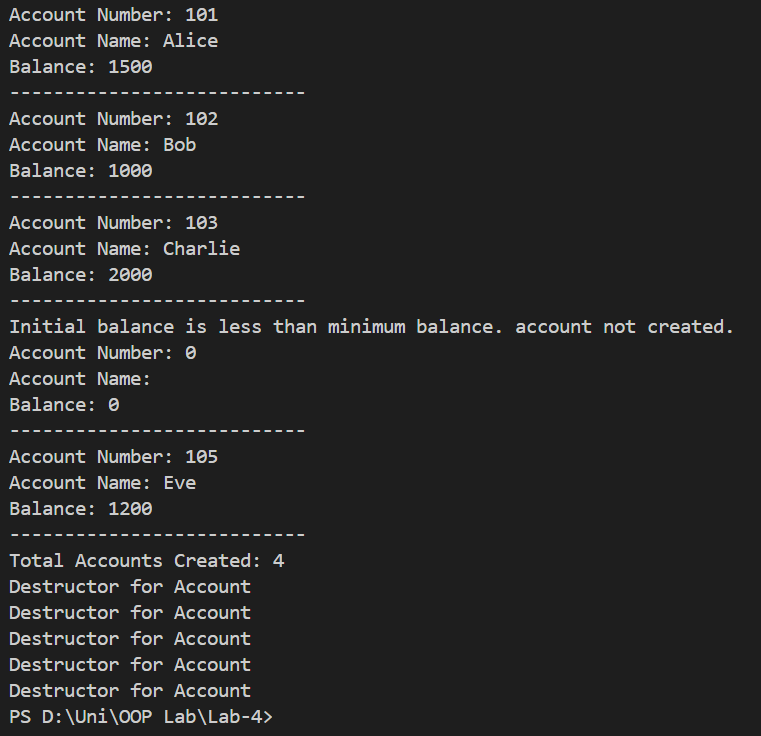 Account Number: 101
Account Name: Alice
Balance: 1500
---------------------------
Account Number: 102
Account Name: Bob
Balance: 1000
---------------------------
Account Number: 103
Account Name: Charlie
Balance: 2000
---------------------------
Initial balance is less than minimum balance. account not created.
Account Number: 0
Account Name:
Balance: 0
---------------------------
Account Number: 105
Account Name: Eve
Balance: 1200
---------------------------
Total Accounts Created: 4
Destructor for Account
Destructor for Account
Destructor for Account
Destructor for Account
Destructor for Account
PS D:\Uni\OOP Lab\Lab-4>